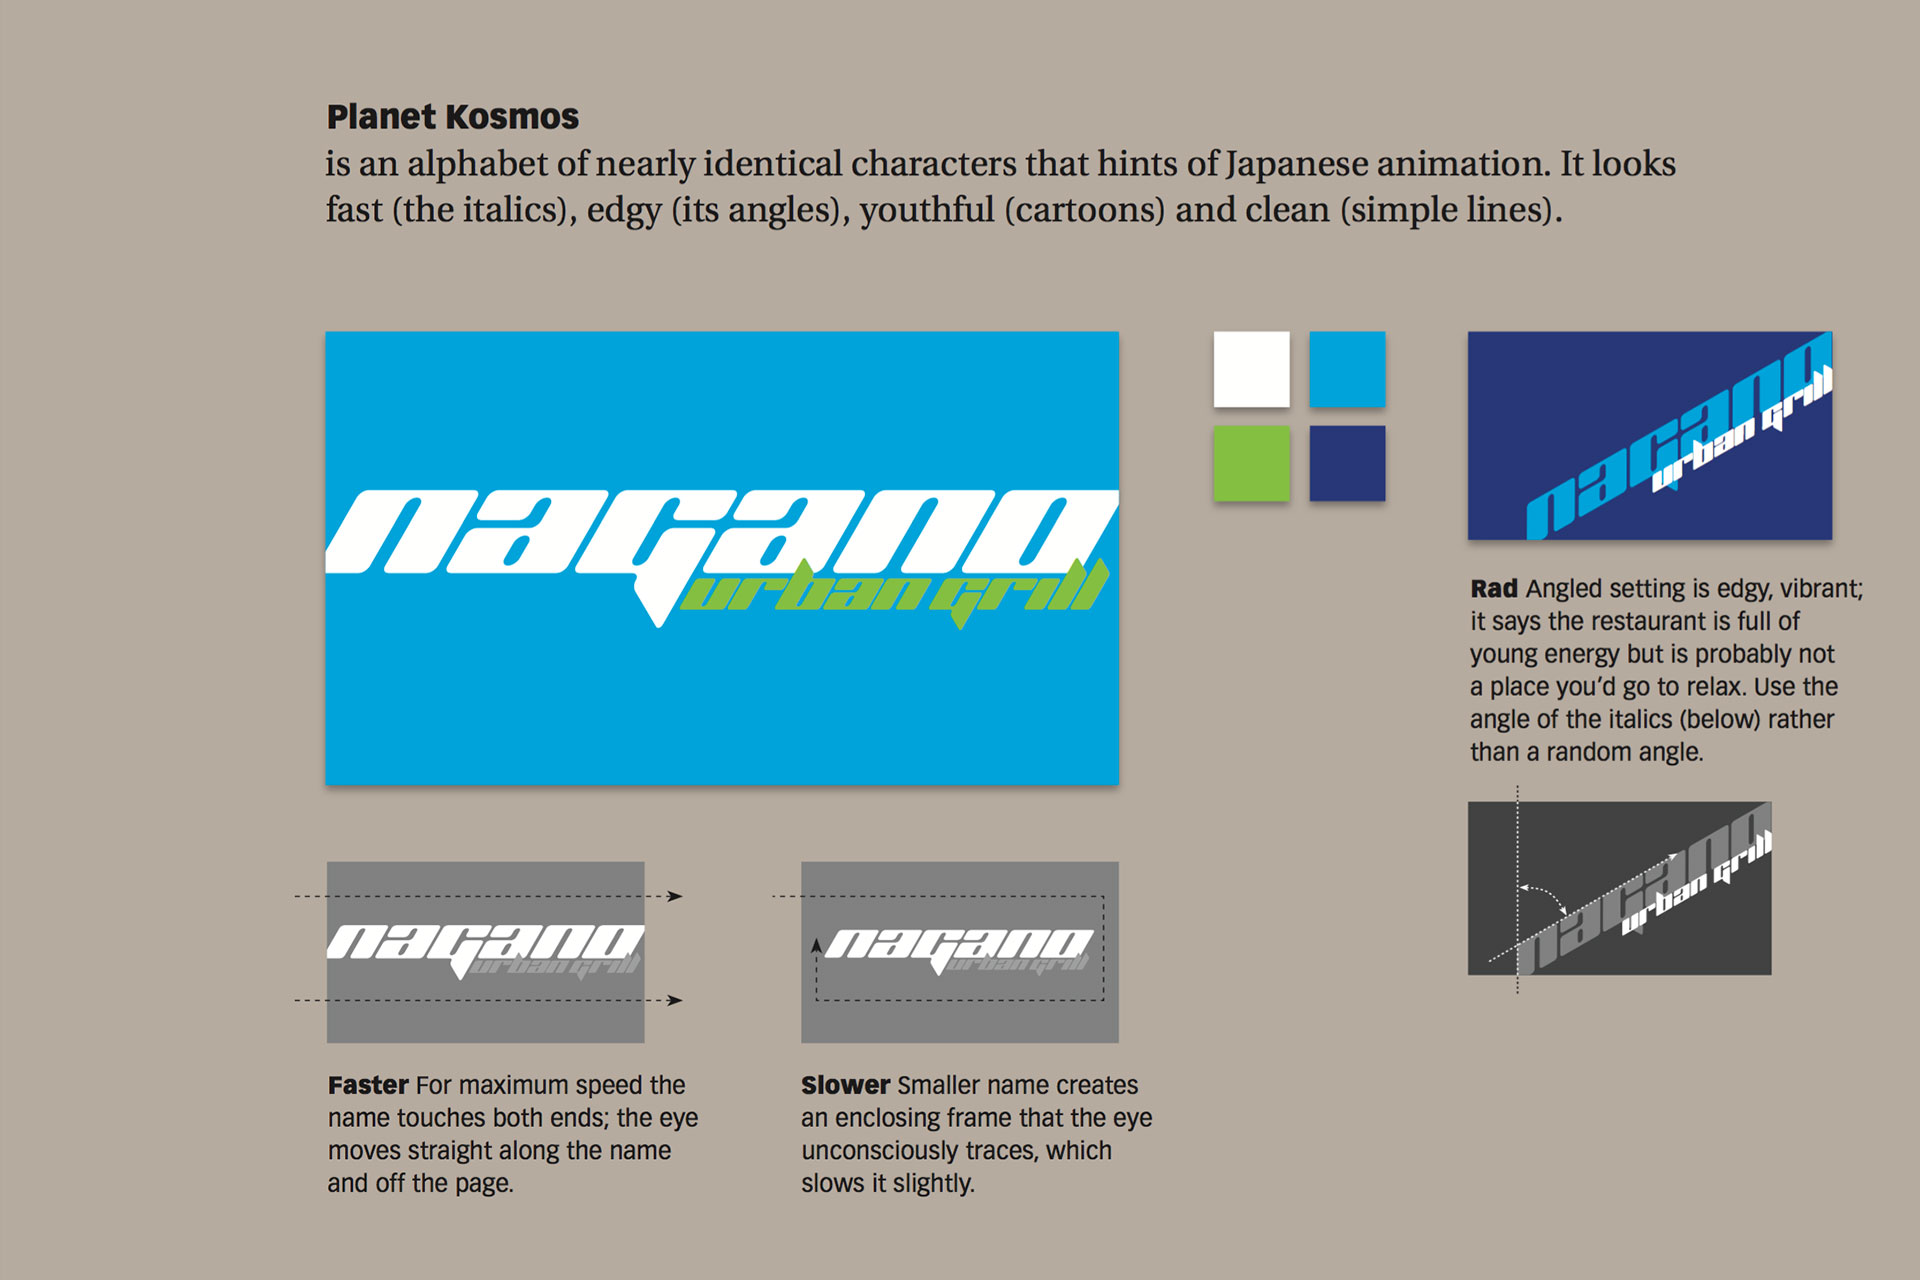 Planet Kosmos
is an alphabet of nearly identical characters that hints of Japanese animation. It looks
fast (the italics), edgy (its angles), youthful (cartoons) and clean (simple lines).
nagano
urban grill
nagano
urban grill
Rad Angled setting is edgy, vibrant;
it says the restaurant is full of
young energy but is probably not
a place you’d go to relax. Use the
angle of the italics (below) rather
than a random angle.
nagano
urban grill
nagano
urban grill
nagano
urban grill
Faster For maximum speed the
name touches both ends; the eye
moves straight along the name
and off the page.
Slower Smaller name creates
an enclosing frame that the eye
unconsciously traces, which
slows it slightly.